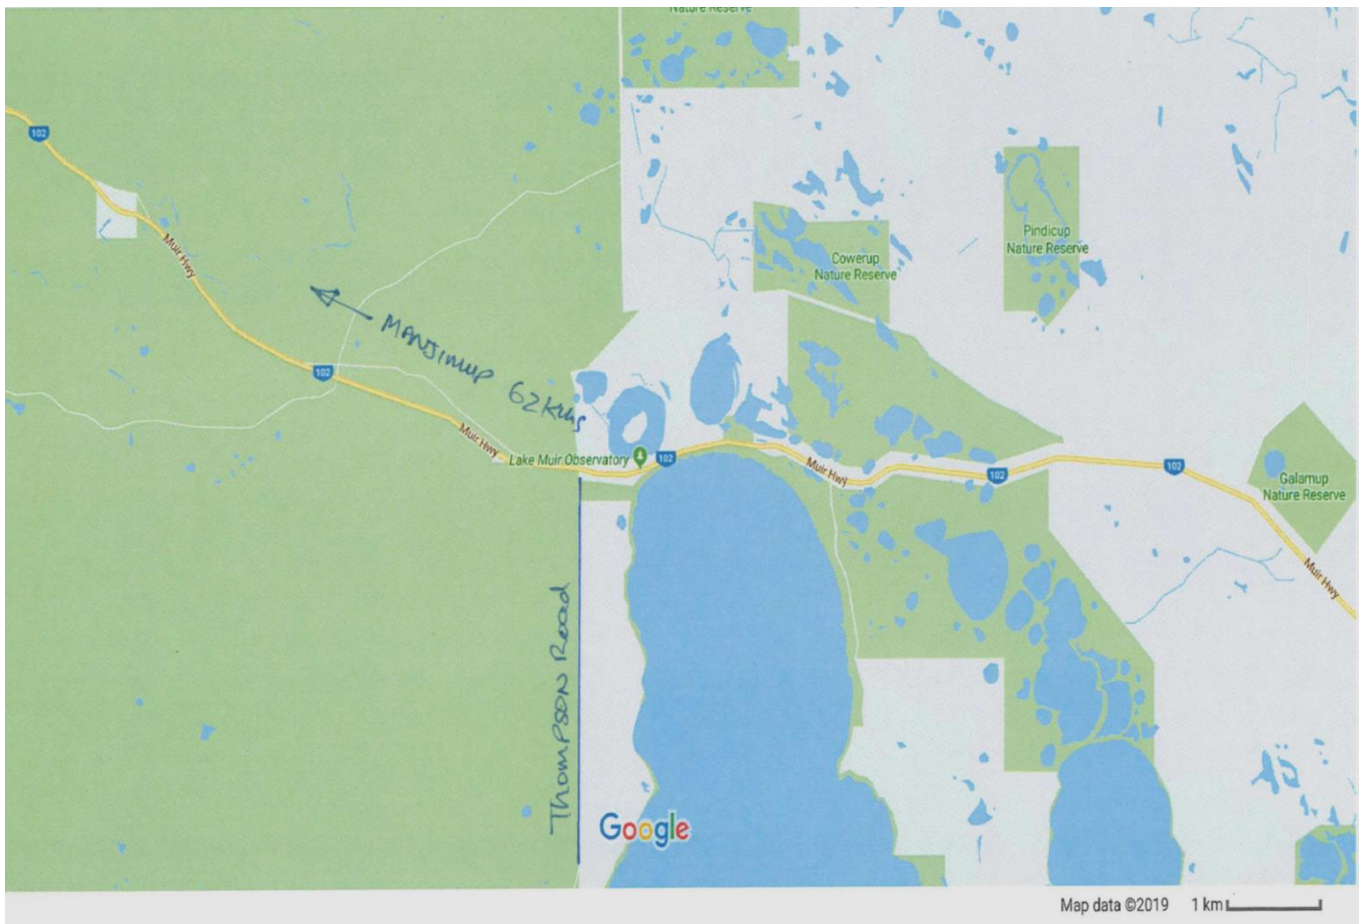 Nature Reserve
102
Muir Hwy
Pindicup
Nature Reserve
Cowerup
Nature Reserve
MANJIMUP 62Kms
102
Muir Hwy
Lake Muir Observatory
102
Muir Hwy
102
102
Galamup
Nature Reserve
Muir Hwy
Thompson Road
Google
Map data ©2019 1 km